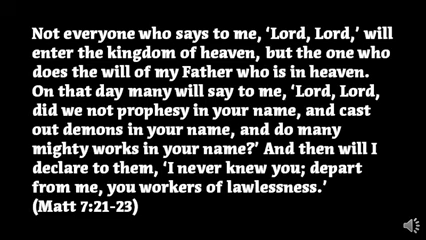 Not everyone who says to me, ‘Lord, Lord,’ will
enter the kingdom of heaven, but the one who
does the will of my Father who is in heaven.
On that day many will say to me, ‘Lord, Lord,
did we not prophesy in your name, and cast
out demons in your name, and do many
mighty works in your name?’ And then will I
declare to them, ‘I never knew you; depart
from me, you workers of lawlessness.’
(Matt 7:21-23)